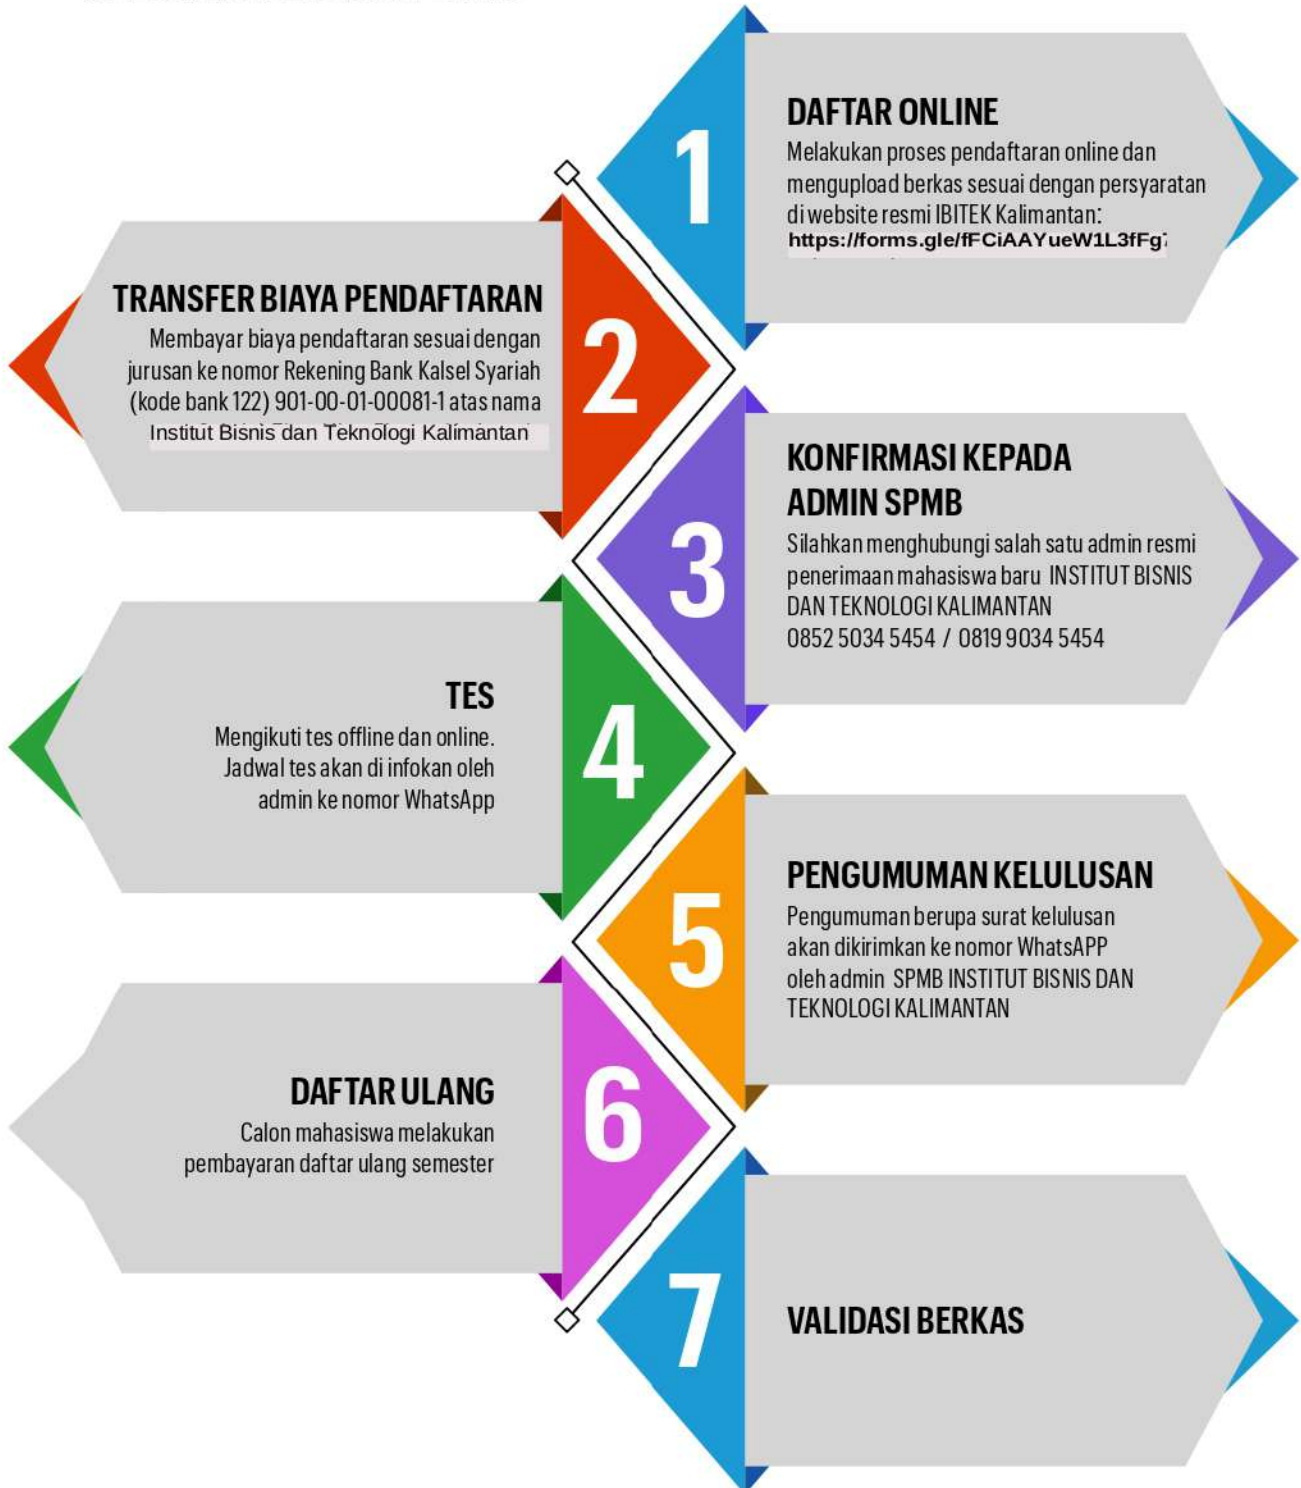 1
DAFTAR ONLINE
Melakukan proses pendaftaran online dan
mengupload berkas sesuai dengan persyaratan
di website resmi IBITEK Kalimantan:
https://forms.gle/fFCiAAYueW1L3fFg
2
TRANSFER BIAYA PENDAFTARAN
Membayar biaya pendaftaran sesuai dengan
jurusan ke nomor Rekening Bank Kalsel Syariah
(kode bank 122) 901-00-01-00081-1 atas nama
Institut Bisnis dan Teknologi Kalimantan
3
KONFIRMASI KEPADA
ADMIN SPMB
Silahkan menghubungi salah satu admin resmi
penerimaan mahasiswa baru INSTITUT BISNIS
DAN TEKNOLOGI KALIMANTAN
0852 5034 5454 / 0819 9034 5454
4
TES
Mengikuti tes offline dan online.
Jadwal tes akan di infokan oleh
admin ke nomor WhatsApp
5
PENGUMUMAN KELULUSAN
Pengumuman berupa surat kelulusan
akan dikirimkan ke nomor WhatsAPP
oleh admin SPMB INSTITUT BISNIS DAN
TEKNOLOGI KALIMANTAN
6
DAFTAR ULANG
Calon mahasiswa melakukan
pembayaran daftar ulang semester
7
VALIDASI BERKAS